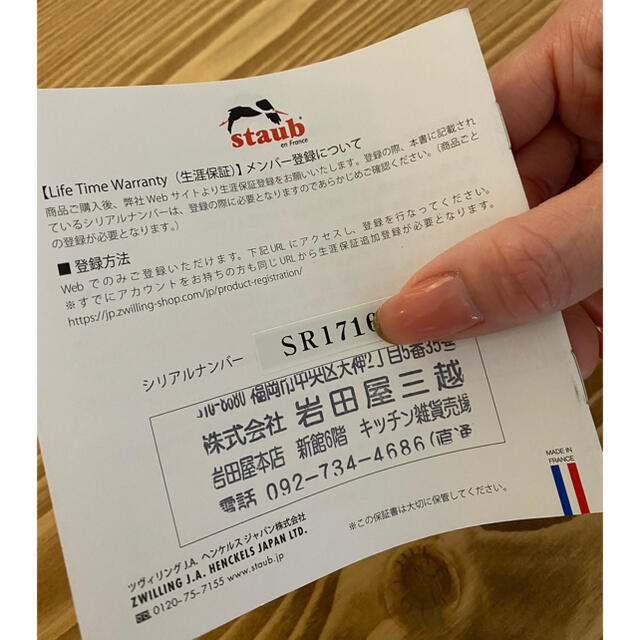 staub
en France
【Life Time Warranty（生涯保証）】メンバー登録について
商品ご購入後、弊社 Web サイトより生涯保証登録をお願いいたします。登録の際、本書に記載され
ているシリアルナンバーは、登録の際に必要となりますのであらかじめご確認ください。（商品ごと
の登録が必要となります。）
■ 登録方法
Web でのみご登録いただけます。下記 URL にアクセスし、登録を行なってください。
※すでにアカウントをお持ちの方も同じ URL から生涯保証追加登録が必要となります。
https://jp.zwilling-shop.com/jp/product-registration/
シリアルナンバー SR1716
810-8680 福岡市中央区天神2丁目5番35号
株式会社 岩田屋三越
岩田屋本店 新館6階 キッチン雑貨売場
電話 092-734-4686(直通
MADE IN
FRANCE
※この保証書は大切に保管してください。
ツヴィリング J.A. ヘンケルス ジャパン株式会社
ZWILLING J.A. HENCKELS JAPAN LTD.
0120-75-7155 www.staub.jp